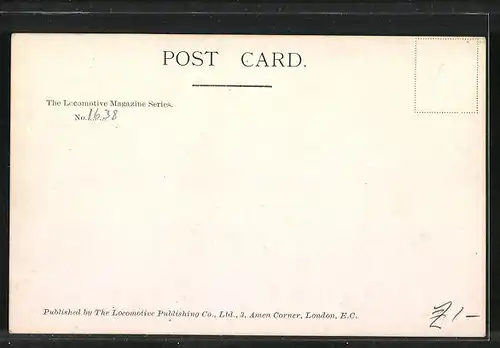 POST CARD.
The Locomotive Magazine Series.
No. 1638
Published by The Locomotive Publishing Co., Ltd., 3, Amen Corner, London, E.C.